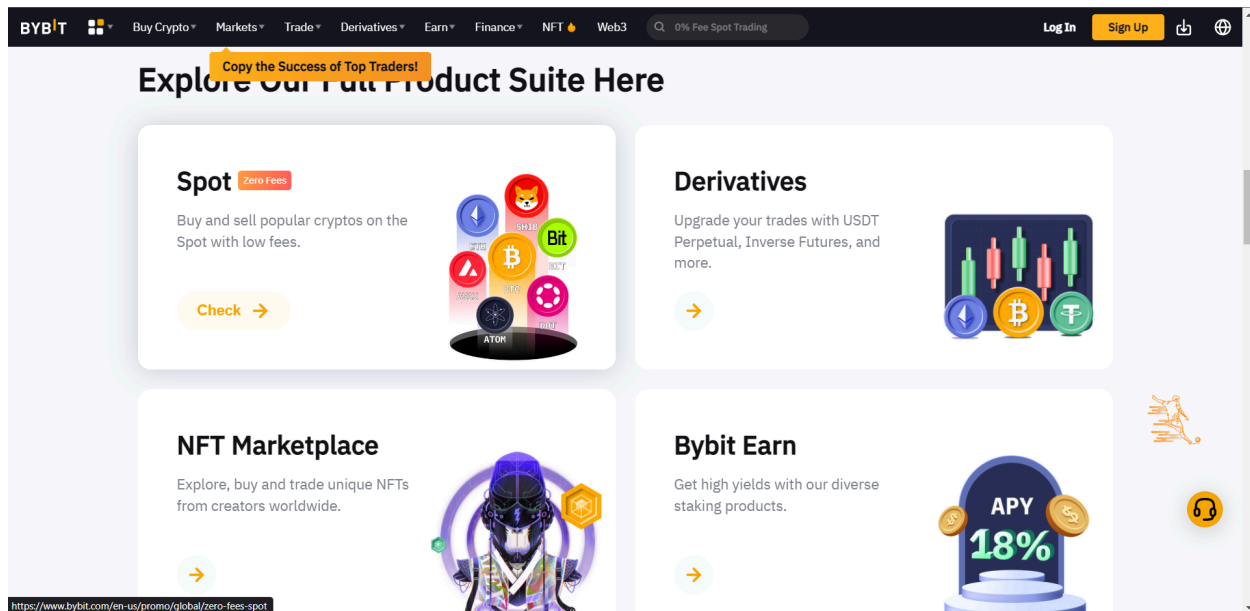 BYBIT Buy Crypto Markets Trade Derivatives Earn Finance NFT Web3 0% Fee Spot Trading Log In Sign Up
Copy the Success of Top Traders!
Explore Our Full Product Suite Here
Spot Zero Fees
Buy and sell popular cryptos on the
Spot with low fees.
Check
SHIB
ETH
Bit
BIT
AVAX
BTC
DOT
ATOM
Derivatives
Upgrade your trades with USDT
Perpetual, Inverse Futures, and
more.
NFT Marketplace
Explore, buy and trade unique NFTs
from creators worldwide.
Bybit Earn
Get high yields with our diverse
staking products.
APY
18%
https://www.bybit.com/en-us/promo/global/zero-fees-spot